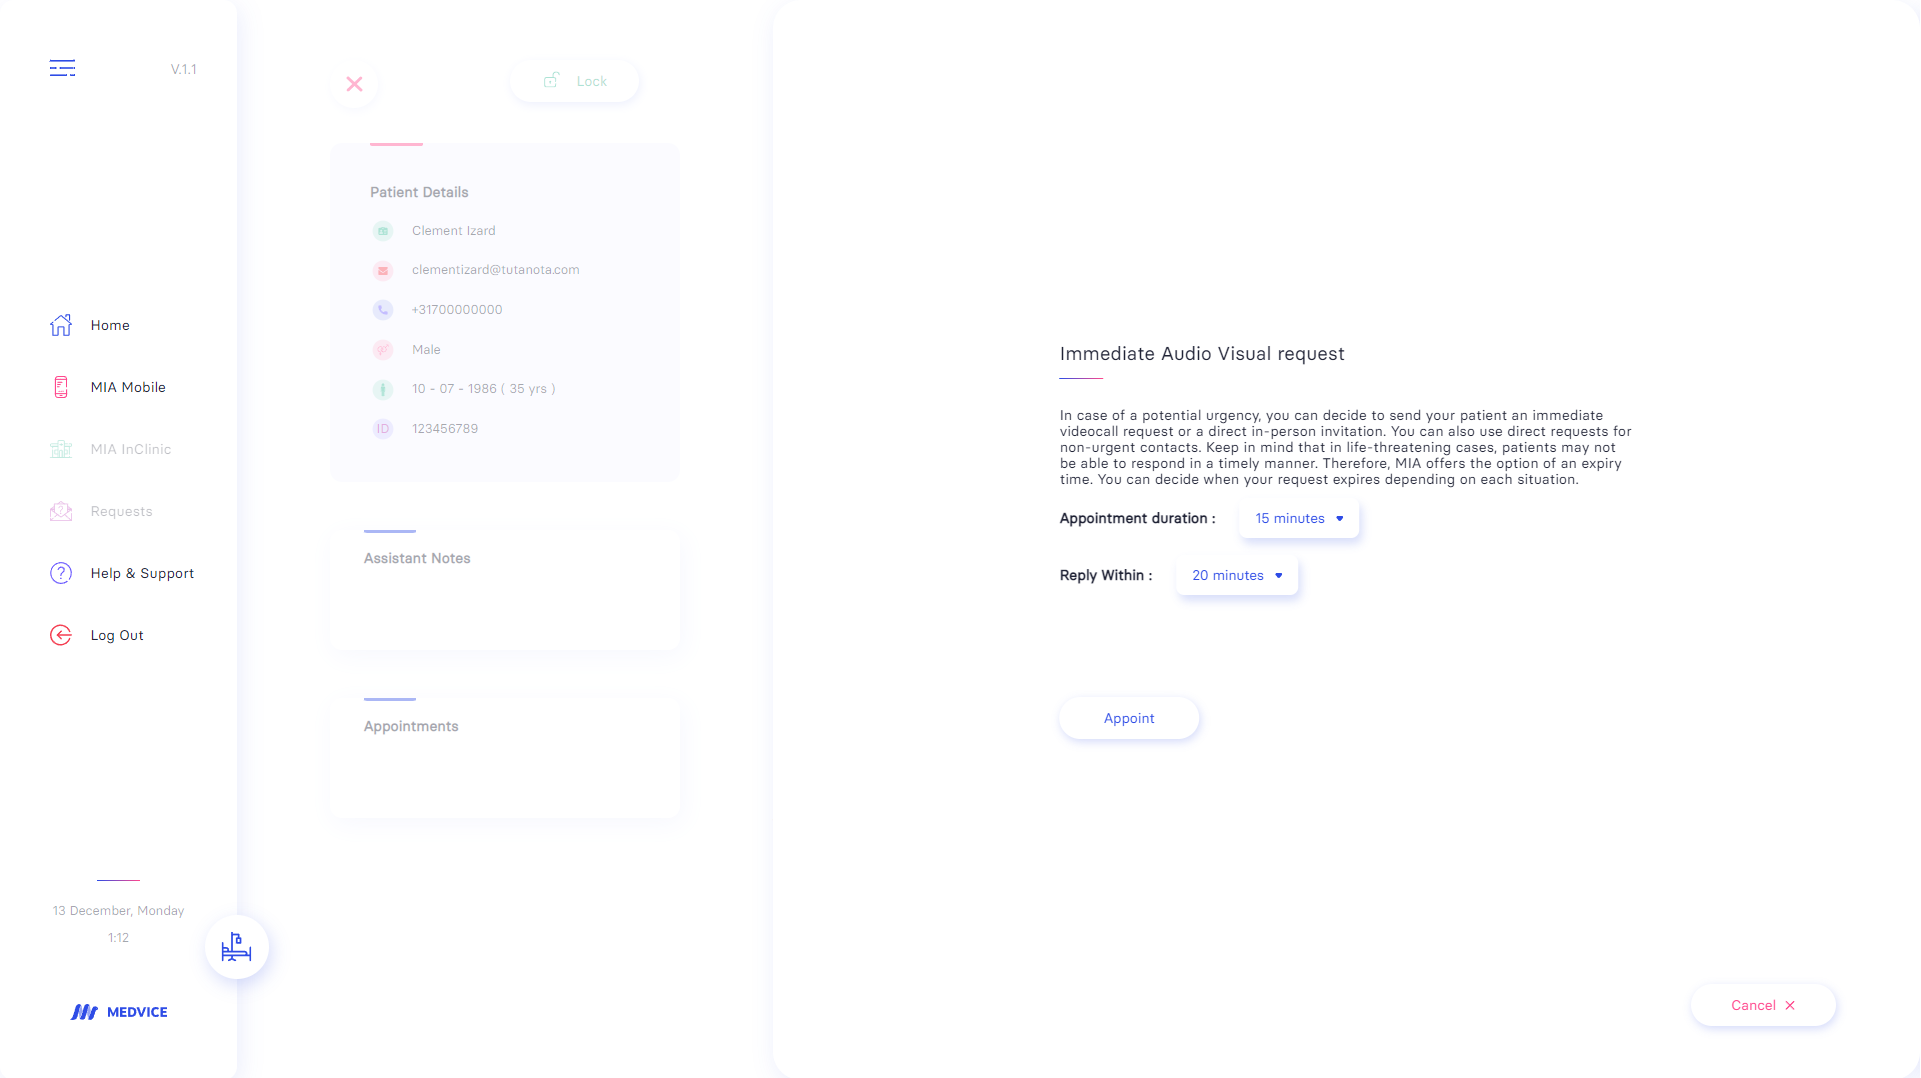 V.1.1
Home
MIA Mobile
MIA InClinic
Requests
Help & Support
Log Out
13 December, Monday
1:12
MEDVICE
Lock
Patient Details
Clement Izard
clementizard@tutanota.com
+31700000000
Male
10 - 07 - 1986 ( 35 yrs )
ID 123456789
Assistant Notes
Appointments
Immediate Audio Visual request
In case of a potential urgency, you can decide to send your patient an immediate
videocall request or a direct in-person invitation. You can also use direct requests for
non-urgent contacts. Keep in mind that in life-threatening cases, patients may not
be able to respond in a timely manner. Therefore, MIA offers the option of an expiry
time. You can decide when your request expires depending on each situation.
Appointment duration : 15 minutes
Reply Within : 20 minutes
Appoint
Cancel